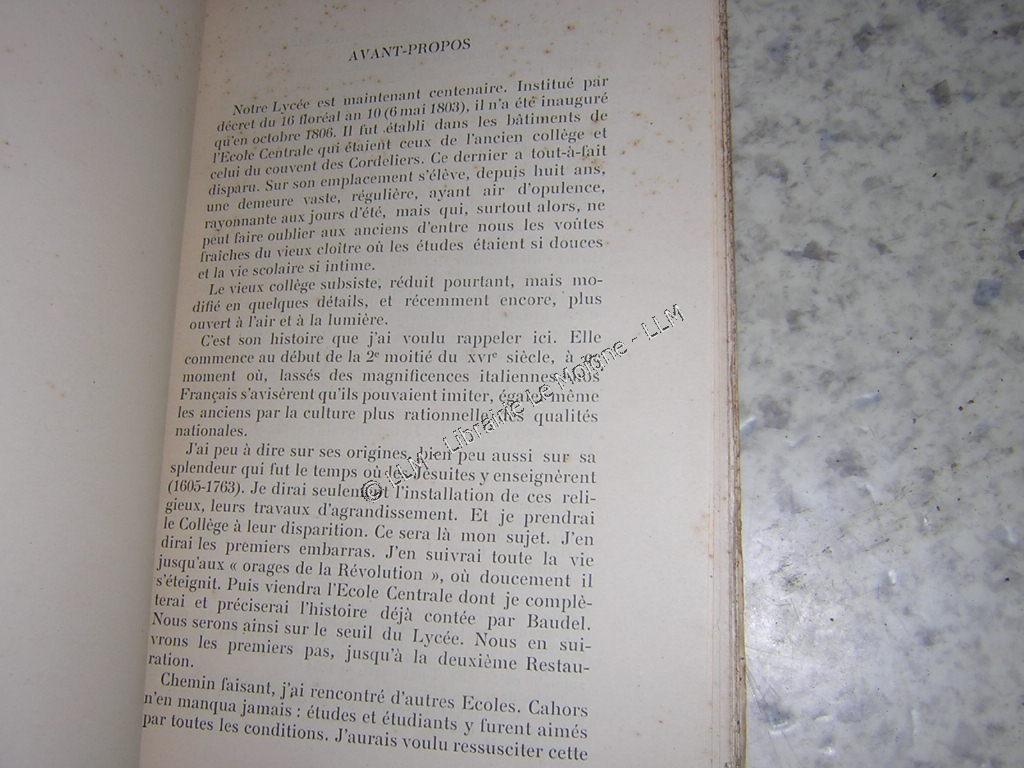 AVANT-PROPOS
Notre Lycée est maintenant centenaire. Institué par
décret du 16 floréal an 10 (6 mai 1803), il n'a été inauguré
qu'en octobre 1806. Il fut établi dans les bâtiments de
l'Ecole Centrale qui étaient ceux de l'ancien collège et
celui du couvent des Cordeliers. Ce dernier a tout-à-fait
disparu. Sur son emplacement s'élève, depuis huit ans,
une demeure vaste, régulière, ayant air d'opulence,
rayonnante aux jours d'été, mais qui, surtout alors, ne
peut faire oublier aux anciens d'entre nous les voûtes
fraîches du vieux cloître où les études étaient si douces
et la vie scolaire si intime.
Le vieux collège subsiste, réduit pourtant, mais mo-
difié en quelques détails, et récemment encore, plus
ouvert à l'air et à la lumière.
C'est son histoire que j'ai voulu rappeler ici. Elle
commence au début de la 2e moitié du XVIe siècle, à
moment où, lassés des magnificences italiennes, nos
Français s'avisèrent qu'ils pouvaient imiter, égaler même
les anciens par la culture plus rationnelle des qualités
nationales.
J'ai peu à dire sur ses origines, bien peu aussi sur sa
splendeur qui fut le temps où les Jésuites y enseignèrent
(1605-1763). Je dirai seulement l'installation de ces reli-
gieux, leurs travaux d'agrandissement. Et je prendrai
le Collège à leur disparition. Ce sera là mon sujet. J'en
dirai les premiers embarras. J'en suivrai toute la vie
jusqu'aux « orages de la Révolution », où doucement il
s'éteignit. Puis viendra l'Ecole Centrale dont je complè-
terai et préciserai l'histoire déjà contée par Baudel.
Nous serons ainsi sur le seuil du Lycée. Nous en sui-
vrons les premiers pas, jusqu'à la deuxième Restau-
ration.
Chemin faisant, j'ai rencontré d'autres Ecoles. Cahors
n'en manqua jamais : études et étudiants y furent aimés
par toutes les conditions. J'aurais voulu ressusciter cette
© LLM - Librairie Le Moigne - LLM